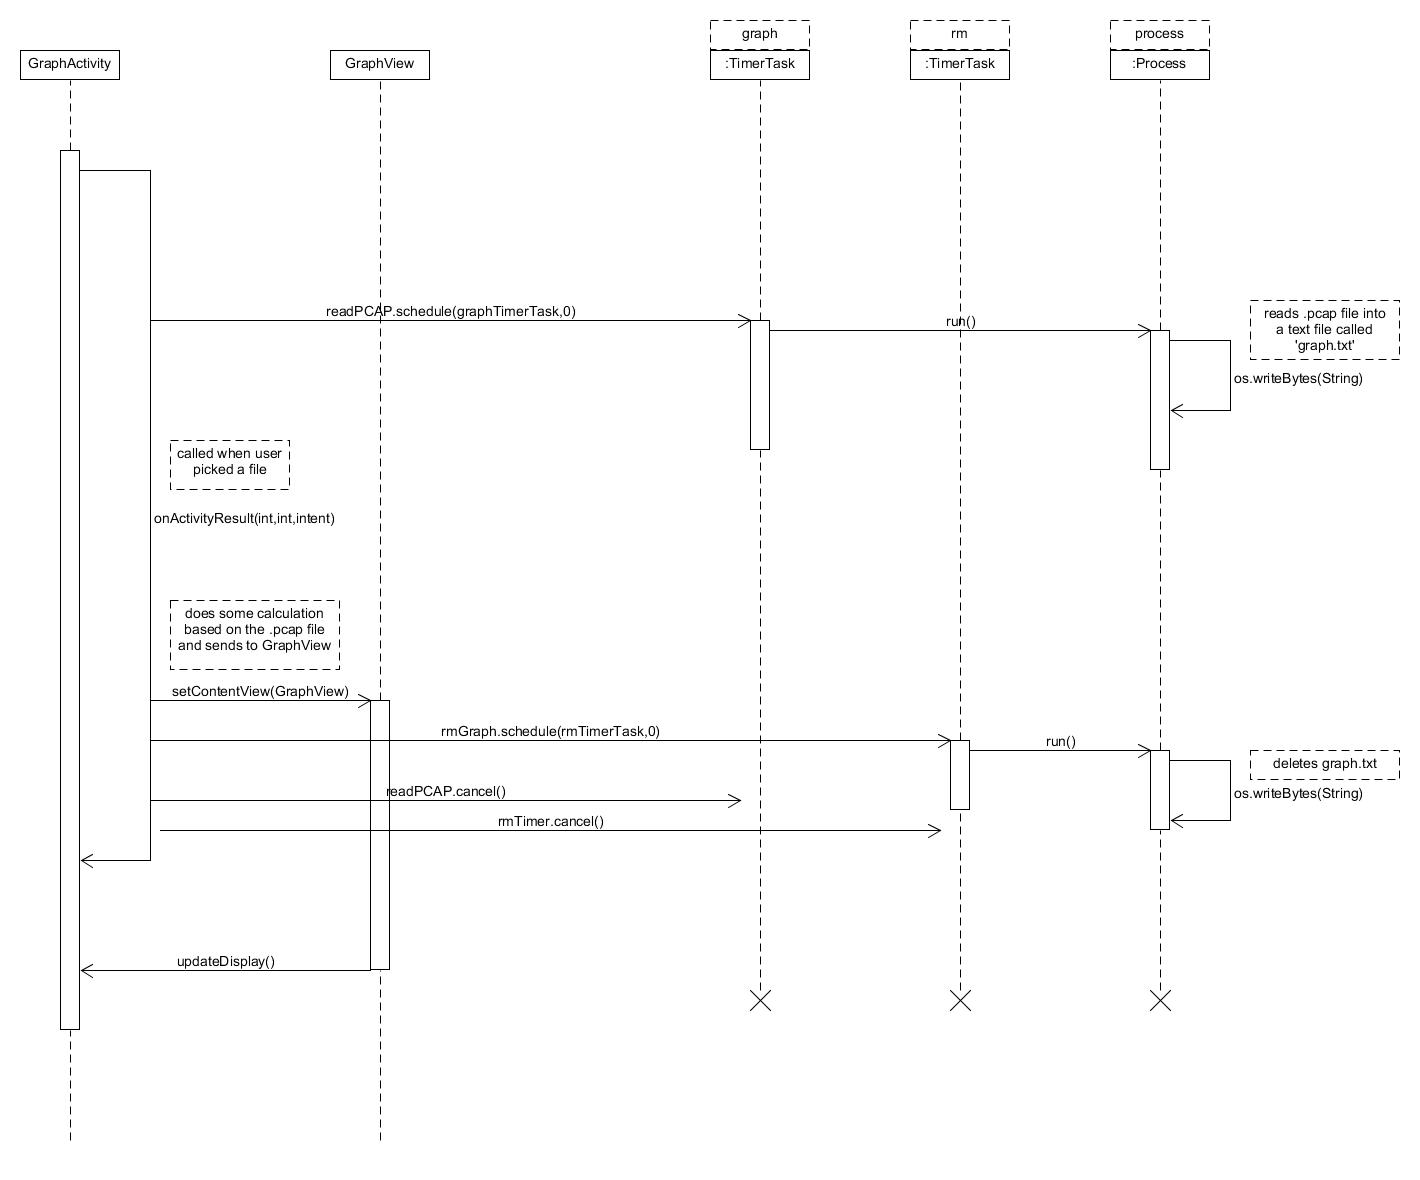 graph
rm
process
GraphActivity
GraphView
:TimerTask
:TimerTask
:Process
readPCAP.schedule(graphTimerTask,0)
run()
reads .pcap file into
a text file called
'graph.txt'
os.writeBytes(String)
called when user
picked a file
onActivityResult(int,int,intent)
does some calculation
based on the .pcap file
and sends to GraphView
setContentView(GraphView)
rmGraph.schedule(rmTimerTask,0)
run()
deletes graph.txt
os.writeBytes(String)
readPCAP.cancel()
rmTimer.cancel()
updateDisplay()